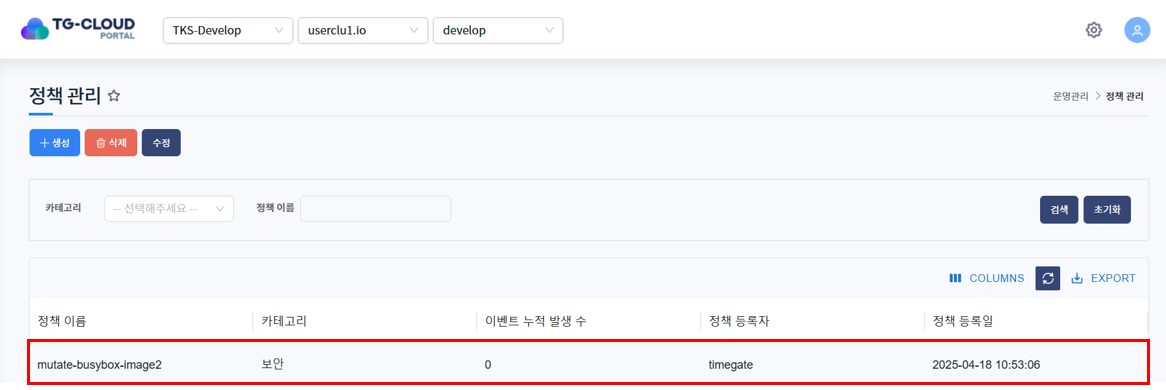 TG-CLOUD
PORTAL
TKS-Develop
userclu1.io
develop
정책 관리
운영관리 > 정책 관리
+ 생성
삭제
수정
카테고리
-- 선택해주세요 --
정책 이름
검색
초기화
COLUMNS
EXPORT
정책 이름 카테고리 이벤트 누적 발생 수 정책 등록자 정책 등록일
mutate-busybox-image2 보안 0 timegate 2025-04-18 10:53:06